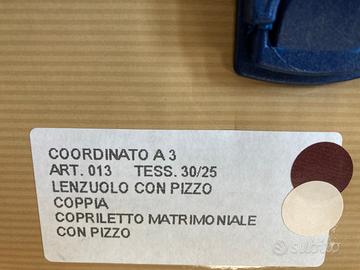 COORDINATO A 3
ART. 013 TESS. 30/25
LENZUOLO CON PIZZO
COPPIA
COPRILETTO MATRIMONIALE
CON PIZZO
subito